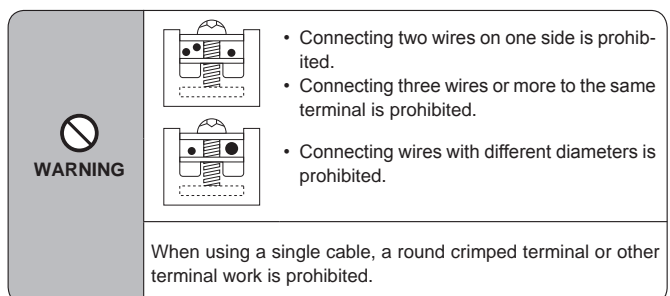 • Connecting two wires on one side is prohib-
ited.
• Connecting three wires or more to the same
terminal is prohibited.
• Connecting wires with different diameters is
prohibited.
WARNING
When using a single cable, a round crimped terminal or other
terminal work is prohibited.